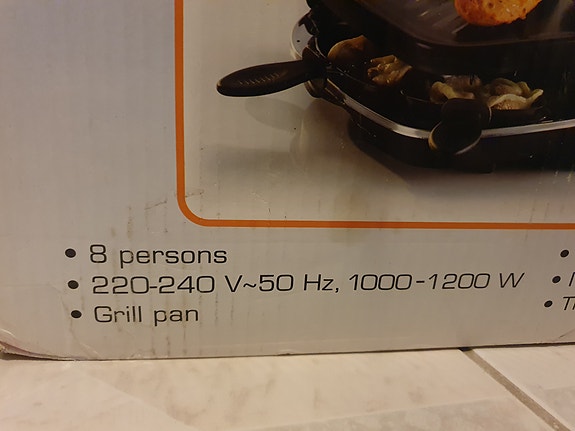 • 8 persons
• 220-240 V~50 Hz, 1000-1200 W
• Grill pan